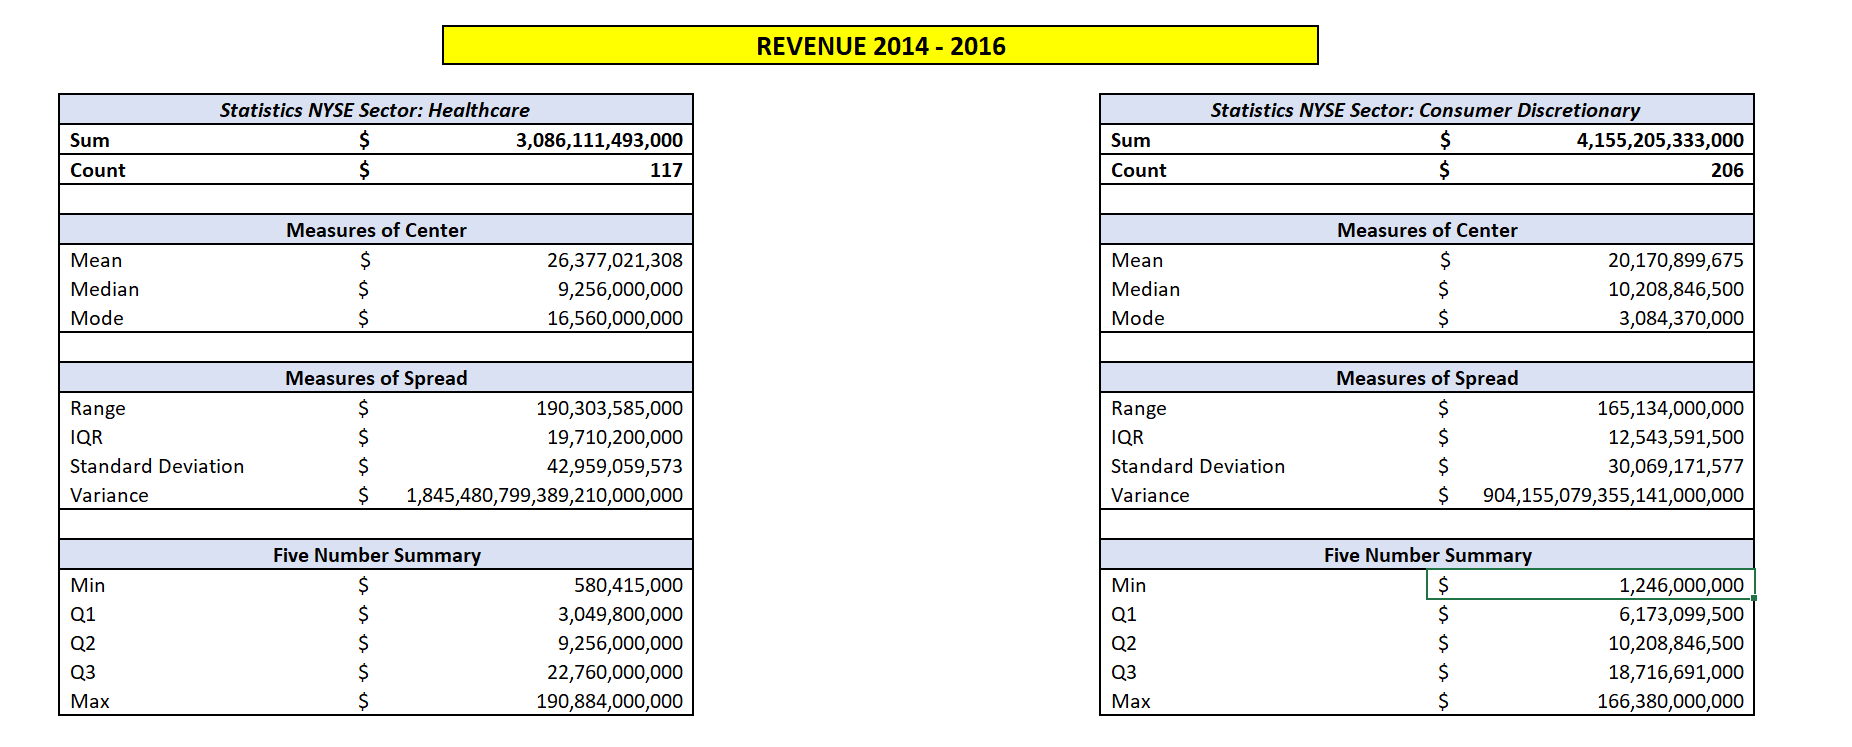 REVENUE 2014 - 2016
Statistics NYSE Sector: Healthcare
Sum $ 3,086,111,493,000
Count $ 117
Measures of Center
Mean $ 26,377,021,308
Median $ 9,256,000,000
Mode $ 16,560,000,000
Measures of Spread
Range $ 190,303,585,000
IQR $ 19,710,200,000
Standard Deviation $ 42,959,059,573
Variance $ 1,845,480,799,389,210,000,000
Five Number Summary
Min $ 580,415,000
Q1 $ 3,049,800,000
Q2 $ 9,256,000,000
Q3 $ 22,760,000,000
Max $ 190,884,000,000
Statistics NYSE Sector: Consumer Discretionary
Sum $ 4,155,205,333,000
Count $ 206
Measures of Center
Mean $ 20,170,899,675
Median $ 10,208,846,500
Mode $ 3,084,370,000
Measures of Spread
Range $ 165,134,000,000
IQR $ 12,543,591,500
Standard Deviation $ 30,069,171,577
Variance $ 904,155,079,355,141,000,000
Five Number Summary
Min $ 1,246,000,000
Q1 $ 6,173,099,500
Q2 $ 10,208,846,500
Q3 $ 18,716,691,000
Max $ 166,380,000,000